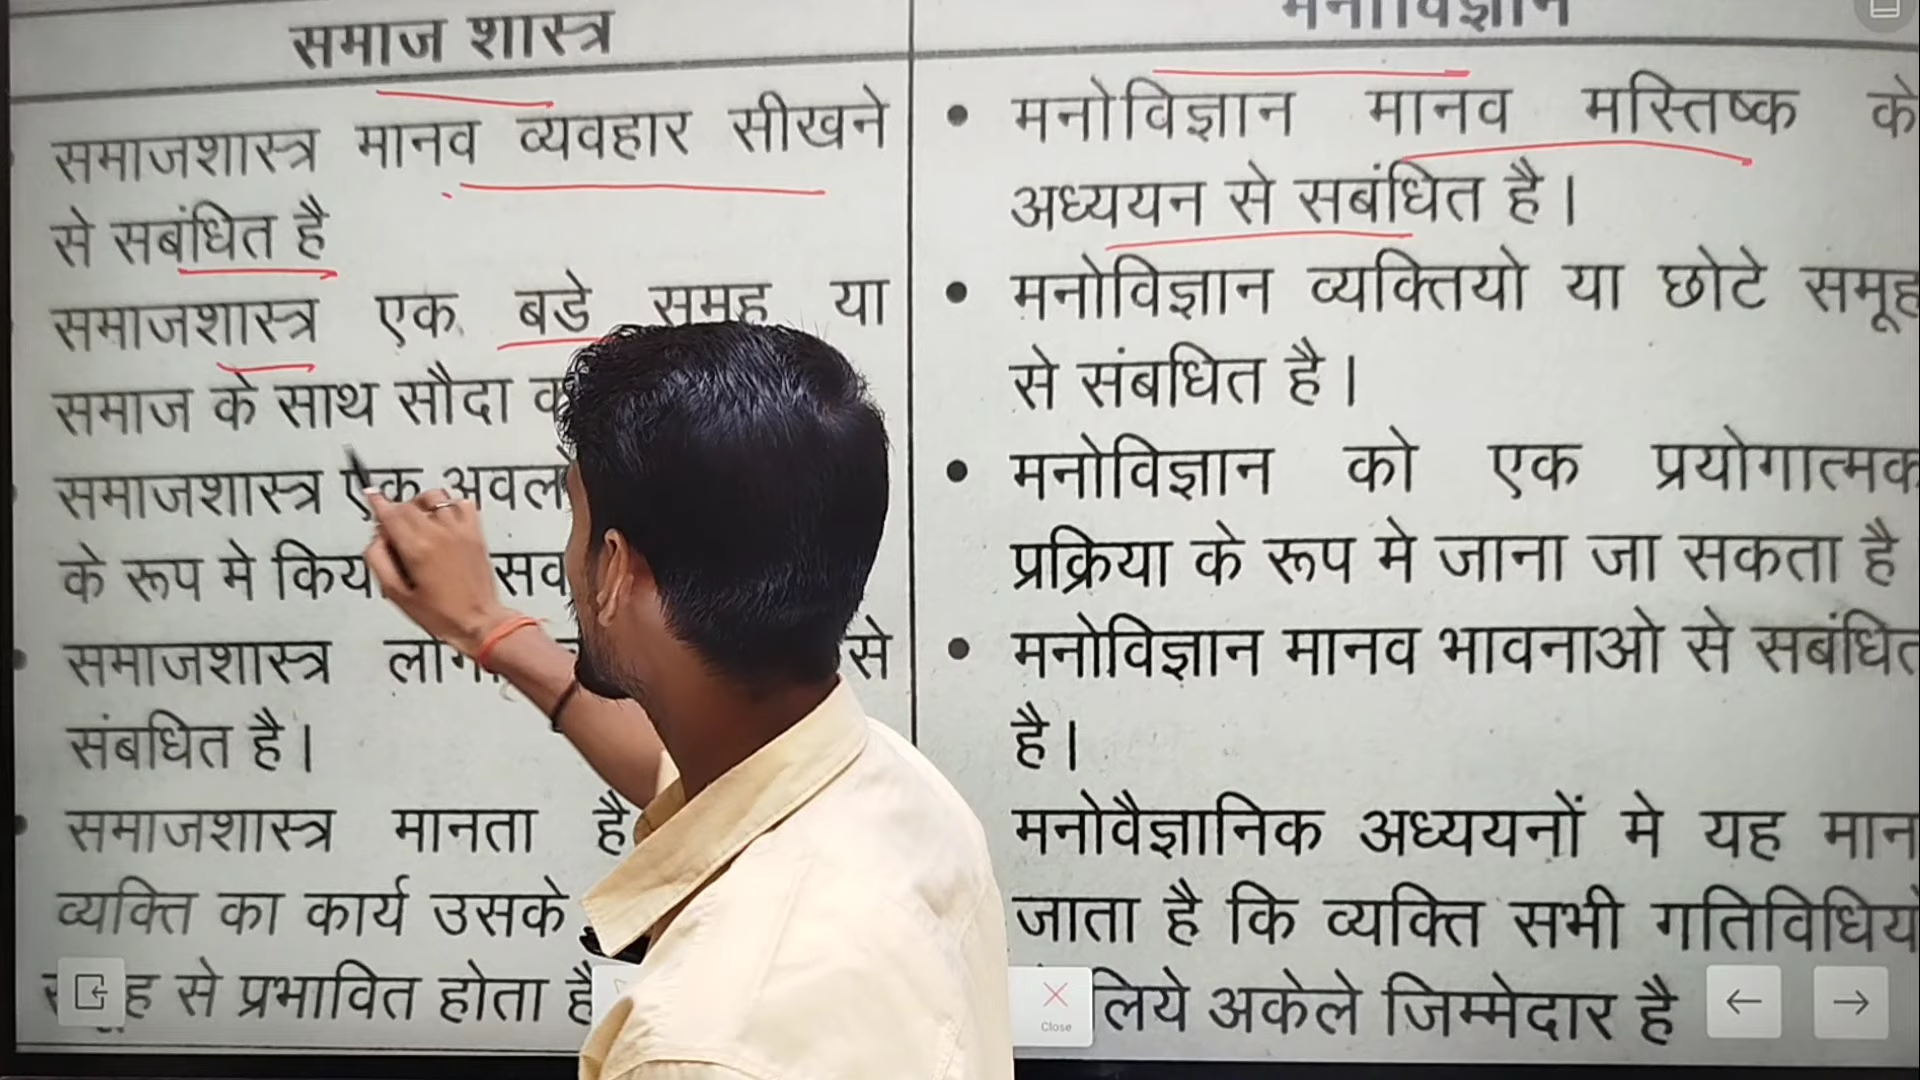 समाज शास्त्र
मनोविज्ञान
समाजशास्त्र मानव व्यवहार सीखने
से सबंधित है
समाजशास्त्र एक बडे समूह या
समाज के साथ सौदा
समाजशास्त्र एक
के रूप मे
समाजशास्त्र से
संबधित है।
समाजशास्त्र मानता है
व्यक्ति का कार्य उसके
से प्रभावित होता है
• मनोविज्ञान मानव मस्तिष्क के
अध्ययन से सबंधित है।
• मनोविज्ञान व्यक्तियो या छोटे समूह
से संबधित है।
• मनोविज्ञान को एक प्रयोगात्मक
प्रक्रिया के रूप मे जाना जा सकता है
• मनोविज्ञान मानव भावनाओ से सबंधित
है।
मनोवैज्ञानिक अध्ययनों मे यह मान
जाता है कि व्यक्ति सभी
लिये अकेले जिम्मेदार है
Close